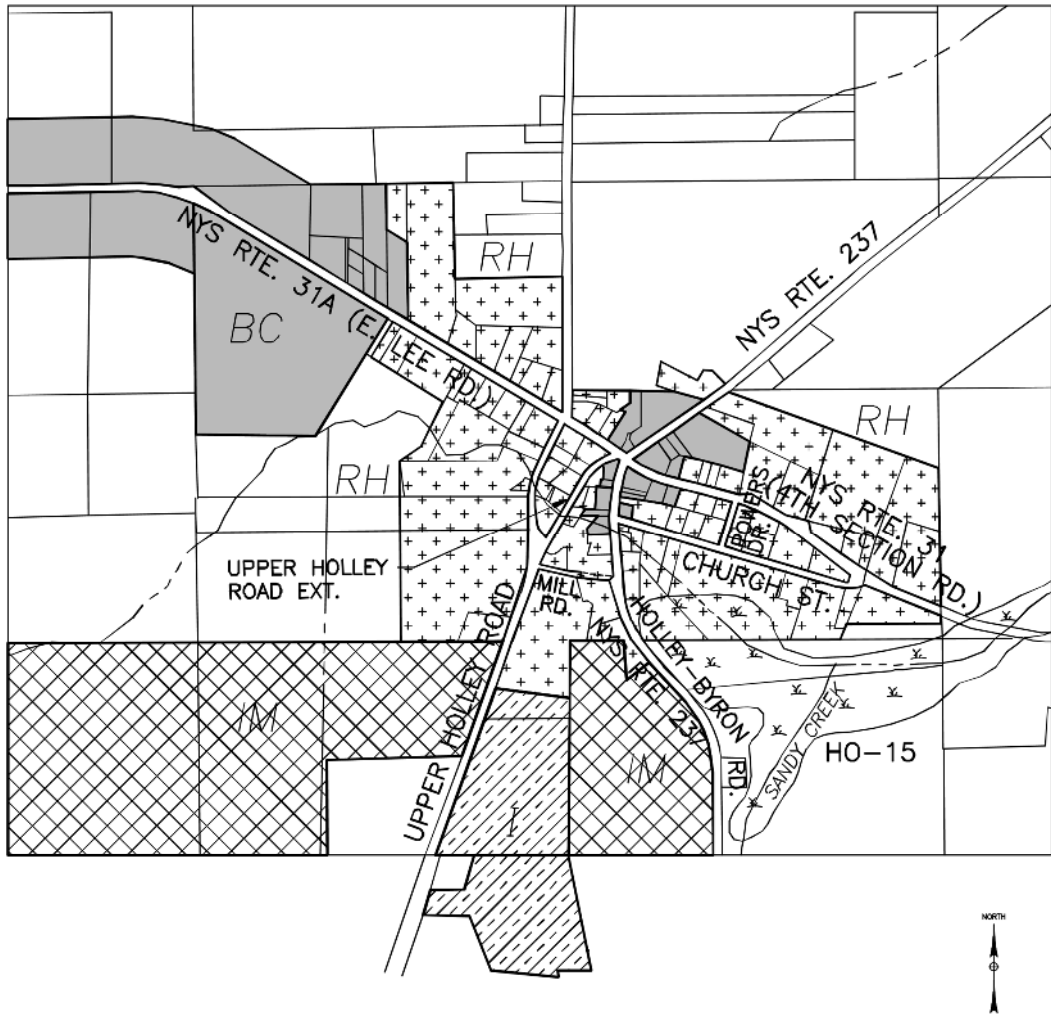 RH
NYS RTE. 237
NYS RTE. 31A (E. LEE RD.)
BC
RH
RH
NYS RTE. 31
(4TH SECTION RD.)
POWERS
DR.
UPPER HOLLEY
ROAD EXT.
MILL
RD.
CHURCH ST.
HOLLEY-BYRON
RD.
NYS RTE. 237
UPPER HOLLEY ROAD
IM
IM
I
SANDY CREEK
HO-15
NORTH